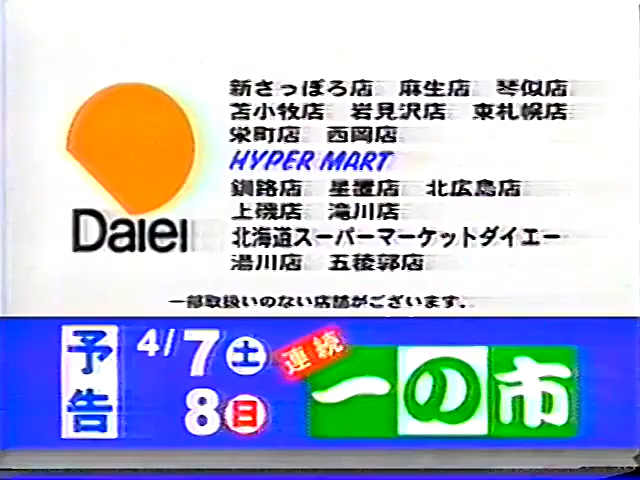 新さっぽろ店 麻生店 琴似店
苫小牧店 岩見沢店 東札幌店
栄町店 西岡店
HYPER MART
釧路店 星置店 北広島店
上磯店 滝川店
Daiei
北海道スーパーマーケットダイエー
湯川店 五稜郭店
一部取扱いのない店舗がございます。
予告 4/7土 連続
8日 一の市